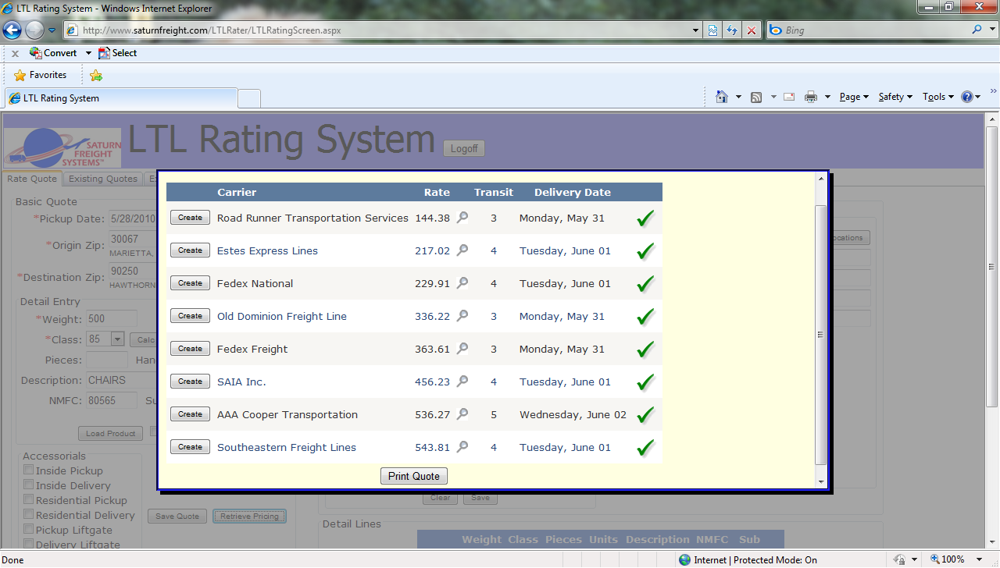 LTL Rating System - Windows Internet Explorer
http://www.saturnfreight.com/LTLRater/LTLRatingScreen.aspx
Bing
x Convert Select
Favorites
LTL Rating System
Page Safety Tools
SATURN FREIGHT SYSTEMS™
LTL Rating System Logoff
Rate Quote Existing Quotes
Basic Quote
*Pickup Date: 5/28/2010
*Origin Zip: 30067
MARIETTA,
*Destination Zip: 90250
HAWTHORN
Detail Entry
*Weight: 500
*Class: 85 Calc
Pieces: Han
Description: CHAIRS
NMFC: 80565 Su
Load Product
Accessorials
Inside Pickup
Inside Delivery
Residential Pickup
Residential Delivery
Pickup Liftgate
Delivery Liftgate
Save Quote Retrieve Pricing
Carrier Rate Transit Delivery Date
Create Road Runner Transportation Services 144.38 3 Monday, May 31
Create Estes Express Lines 217.02 4 Tuesday, June 01
Create Fedex National 229.91 4 Tuesday, June 01
Create Old Dominion Freight Line 336.22 3 Monday, May 31
Create Fedex Freight 363.61 3 Monday, May 31
Create SAIA Inc. 456.23 4 Tuesday, June 01
Create AAA Cooper Transportation 536.27 5 Wednesday, June 02
Create Southeastern Freight Lines 543.81 4 Tuesday, June 01
Print Quote
ocations
Clear Save
Detail Lines
Weight Class Pieces Units Description NMFC Sub
Done Internet | Protected Mode: On 100%